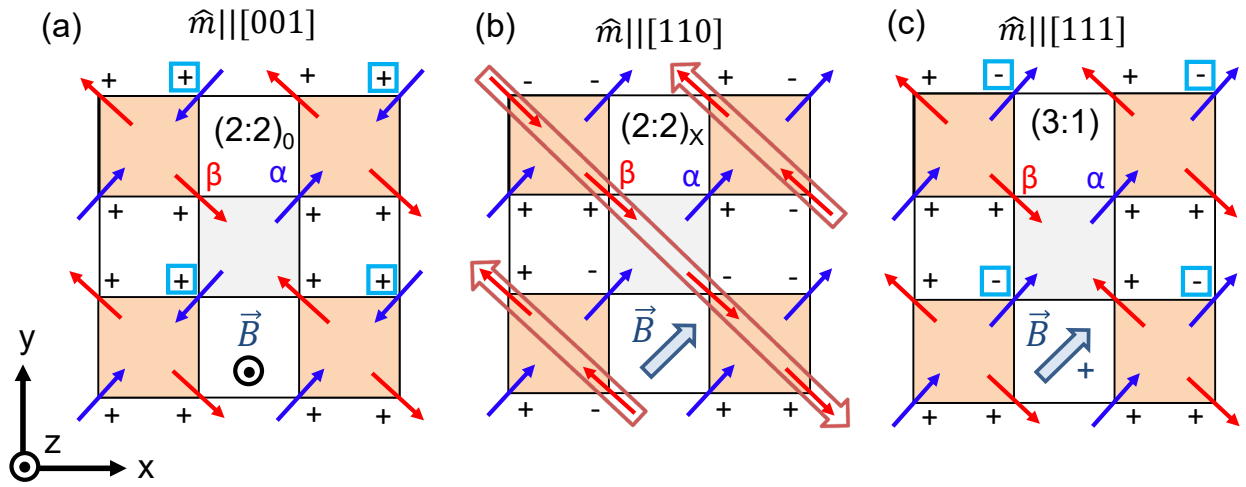 (a) m̂||[001]
+ + + +
(2:2)₀
β α
+ + + +
+ + + +
B⃗
+ + + +
y
z
x
(b) m̂||[110]
- - + -
(2:2)ₓ
β α
+ + + -
+ - - -
B⃗
+ - + +
(c) m̂||[111]
+ - + -
(3:1)
β α
+ + + +
+ - + -
B⃗
+
+ + + +